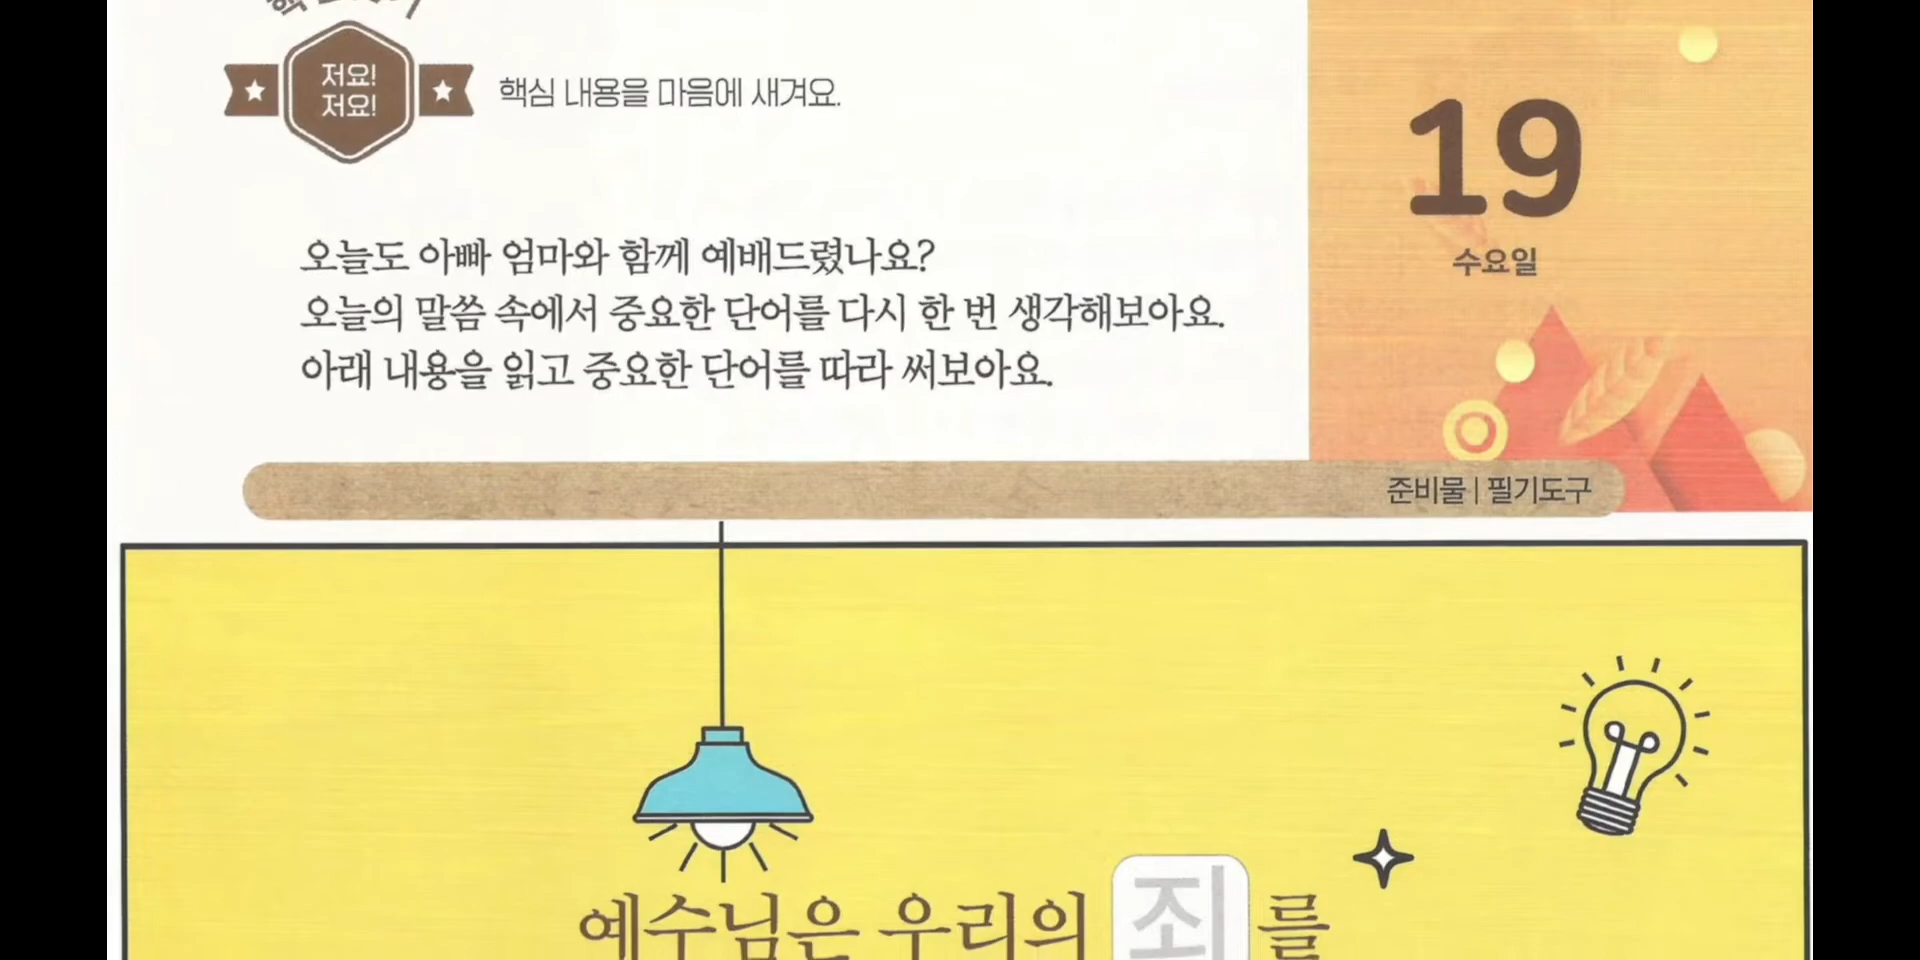 저요!
저요!
핵심 내용을 마음에 새겨요.
19
수요일
오늘도 아빠 엄마와 함께 예배드렸나요?
오늘의 말씀 속에서 중요한 단어를 다시 한 번 생각해보아요.
아래 내용을 읽고 중요한 단어를 따라 써보아요.
준비물 | 필기도구
예수님은 우리의 죄를